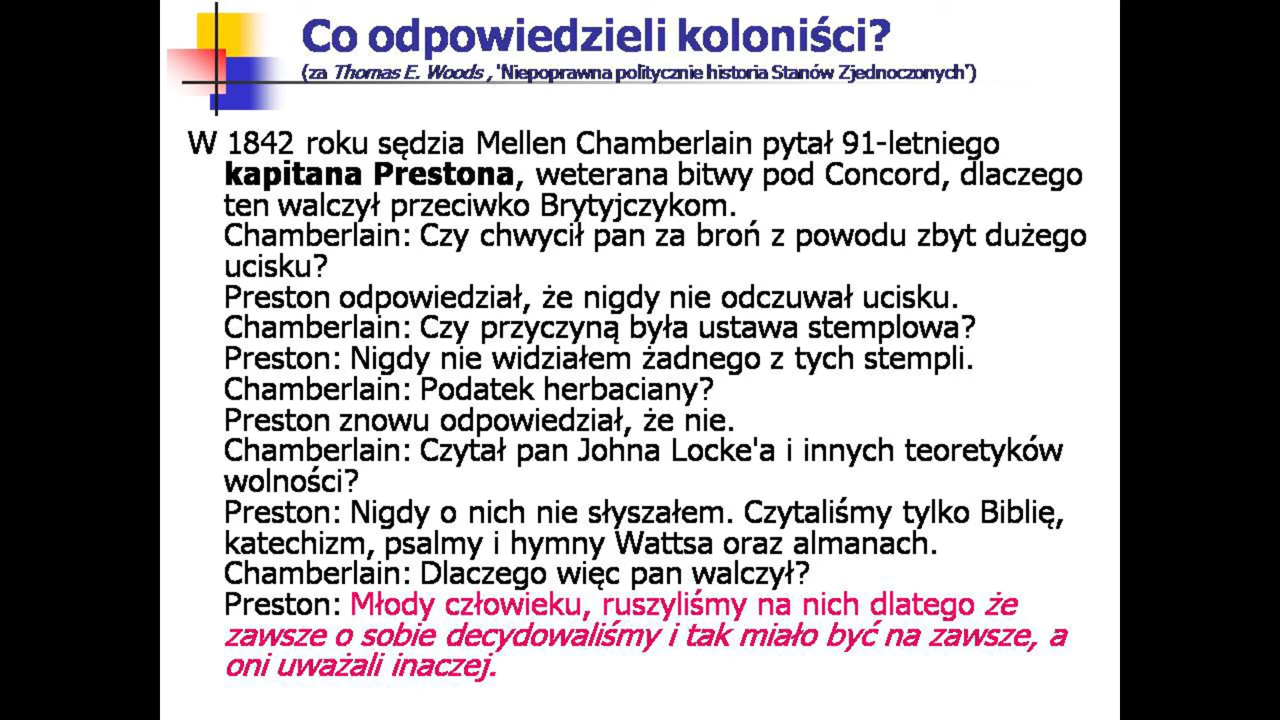 Co odpowiedzieli koloniści?
(za Thomas E. Woods , 'Niepoprawna politycznie historia Stanów Zjednoczonych')
W 1842 roku sędzia Mellen Chamberlain pytał 91-letniego
kapitana Prestona, weterana bitwy pod Concord, dlaczego
ten walczył przeciwko Brytyjczykom.
Chamberlain: Czy chwycił pan za broń z powodu zbyt dużego
ucisku?
Preston odpowiedział, że nigdy nie odczuwał ucisku.
Chamberlain: Czy przyczyną była ustawa stemplowa?
Preston: Nigdy nie widziałem żadnego z tych stempli.
Chamberlain: Podatek herbaciany?
Preston znowu odpowiedział, że nie.
Chamberlain: Czytał pan Johna Locke'a i innych teoretyków
wolności?
Preston: Nigdy o nich nie słyszałem. Czytaliśmy tylko Biblię,
katechizm, psalmy i hymny Wattsa oraz almanach.
Chamberlain: Dlaczego więc pan walczył?
Preston: Młody człowieku, ruszyliśmy na nich dlatego że
zawsze o sobie decydowaliśmy i tak miało być na zawsze, a
oni uważali inaczej.